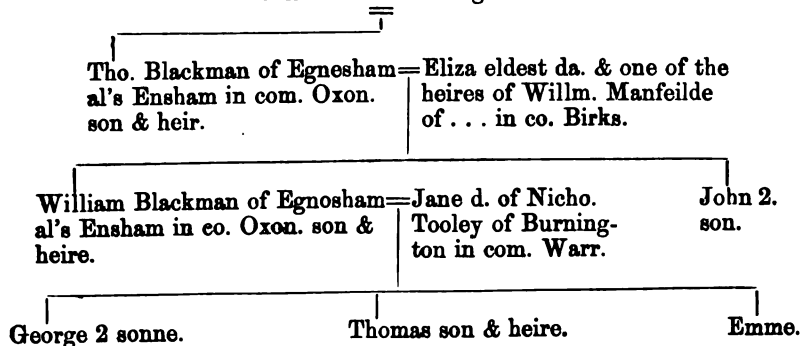 Tho. Blackman of Egnesham=Eliza eldest da. & one of the
al's Ensham in com. Oxon. heires of Willm. Manfeilde
son & heir. of . . . in co. Birks.
William Blackman of Egnosham=Jane d. of Nicho. John 2.
al's Ensham in co. Oxon. son & Tooley of Burning- son.
heire. ton in com. Warr.
George 2 sonne. Thomas son & heire. Emme.